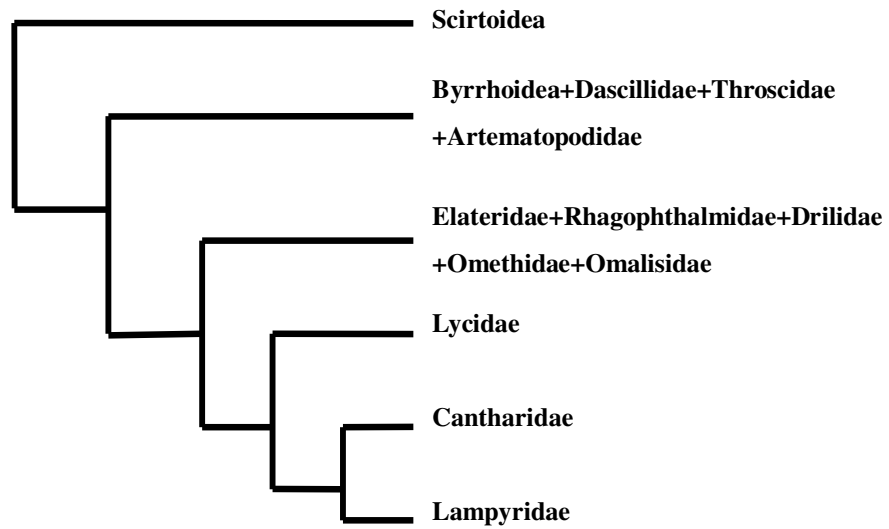 Scirtoidea
Byrrhoidea+Dascillidae+Throscidae
+Artematopodidae
Elateridae+Rhagophthalmidae+Drilidae
+Omethidae+Omalisidae
Lycidae
Cantharidae
Lampyridae